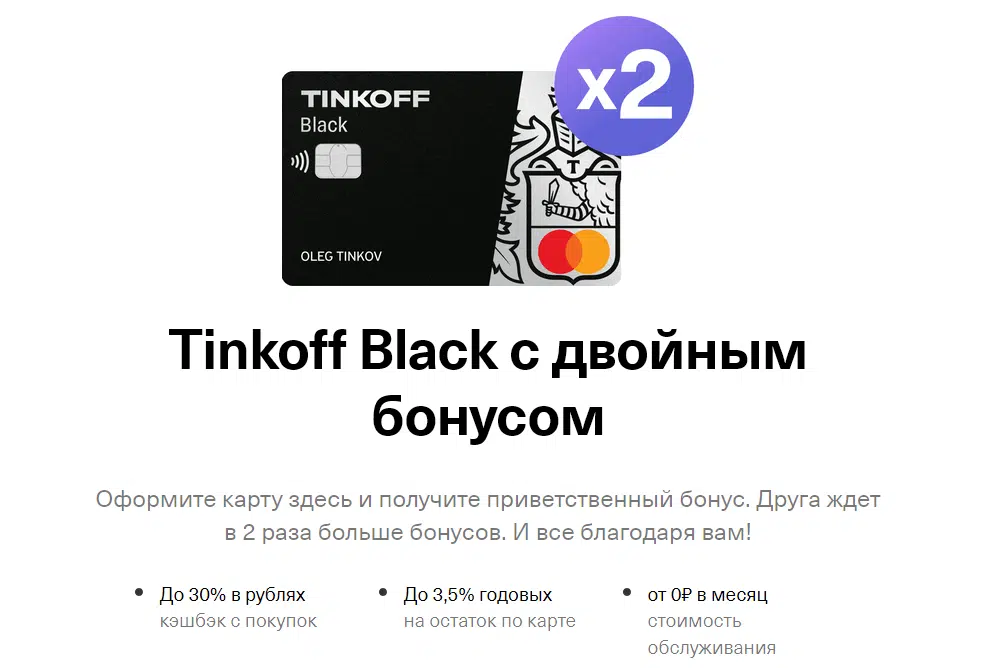 x2
TINKOFF
Black
T
OLEG TINKOV
Tinkoff Black с двойным
бонусом
Оформите карту здесь и получите приветственный бонус. Друга ждет
в 2 раза больше бонусов. И все благодаря вам!
• До 30% в рублях
кэшбэк с покупок
• До 3,5% годовых
на остаток по карте
• от 0₽ в месяц
стоимость
обслуживания